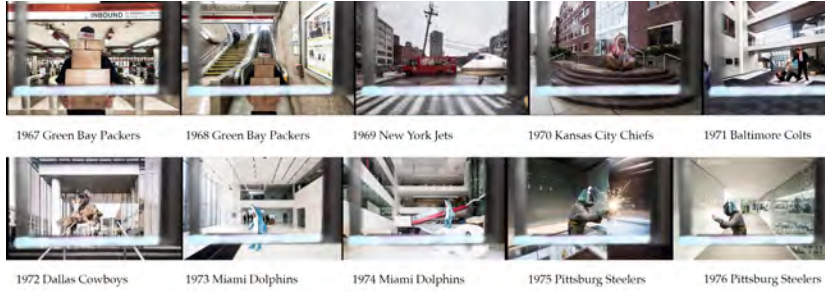 INBOUND
1967 Green Bay Packers
1968 Green Bay Packers
1969 New York Jets
1970 Kansas City Chiefs
1971 Baltimore Colts
1972 Dallas Cowboys
1973 Miami Dolphins
1974 Miami Dolphins
1975 Pittsburg Steelers
1976 Pittsburg Steelers